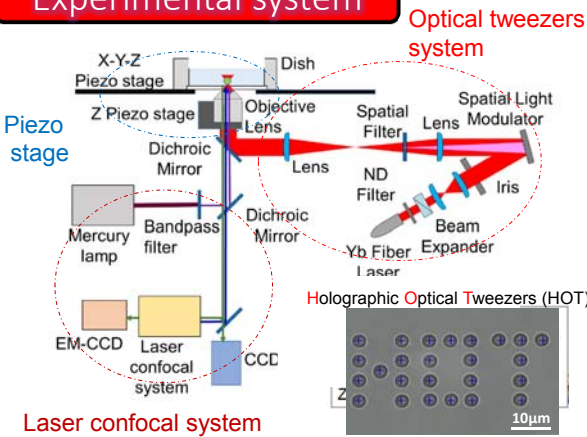 Experimental system
Optical tweezers
system
X-Y-Z
Piezo stage
Dish
Z Piezo stage
Objective
Lens
Piezo
stage
Dichroic
Mirror
Lens
Spatial
Filter
Lens
Spatial Light
Modulator
ND
Filter
Iris
Beam
Expander
Yb Fiber
Laser
Mercury
lamp
Bandpass
filter
Dichroic
Mirror
EM-CCD
Laser
confocal
system
CCD
Laser confocal system
Holographic Optical Tweezers (HOT)
Z
10μm